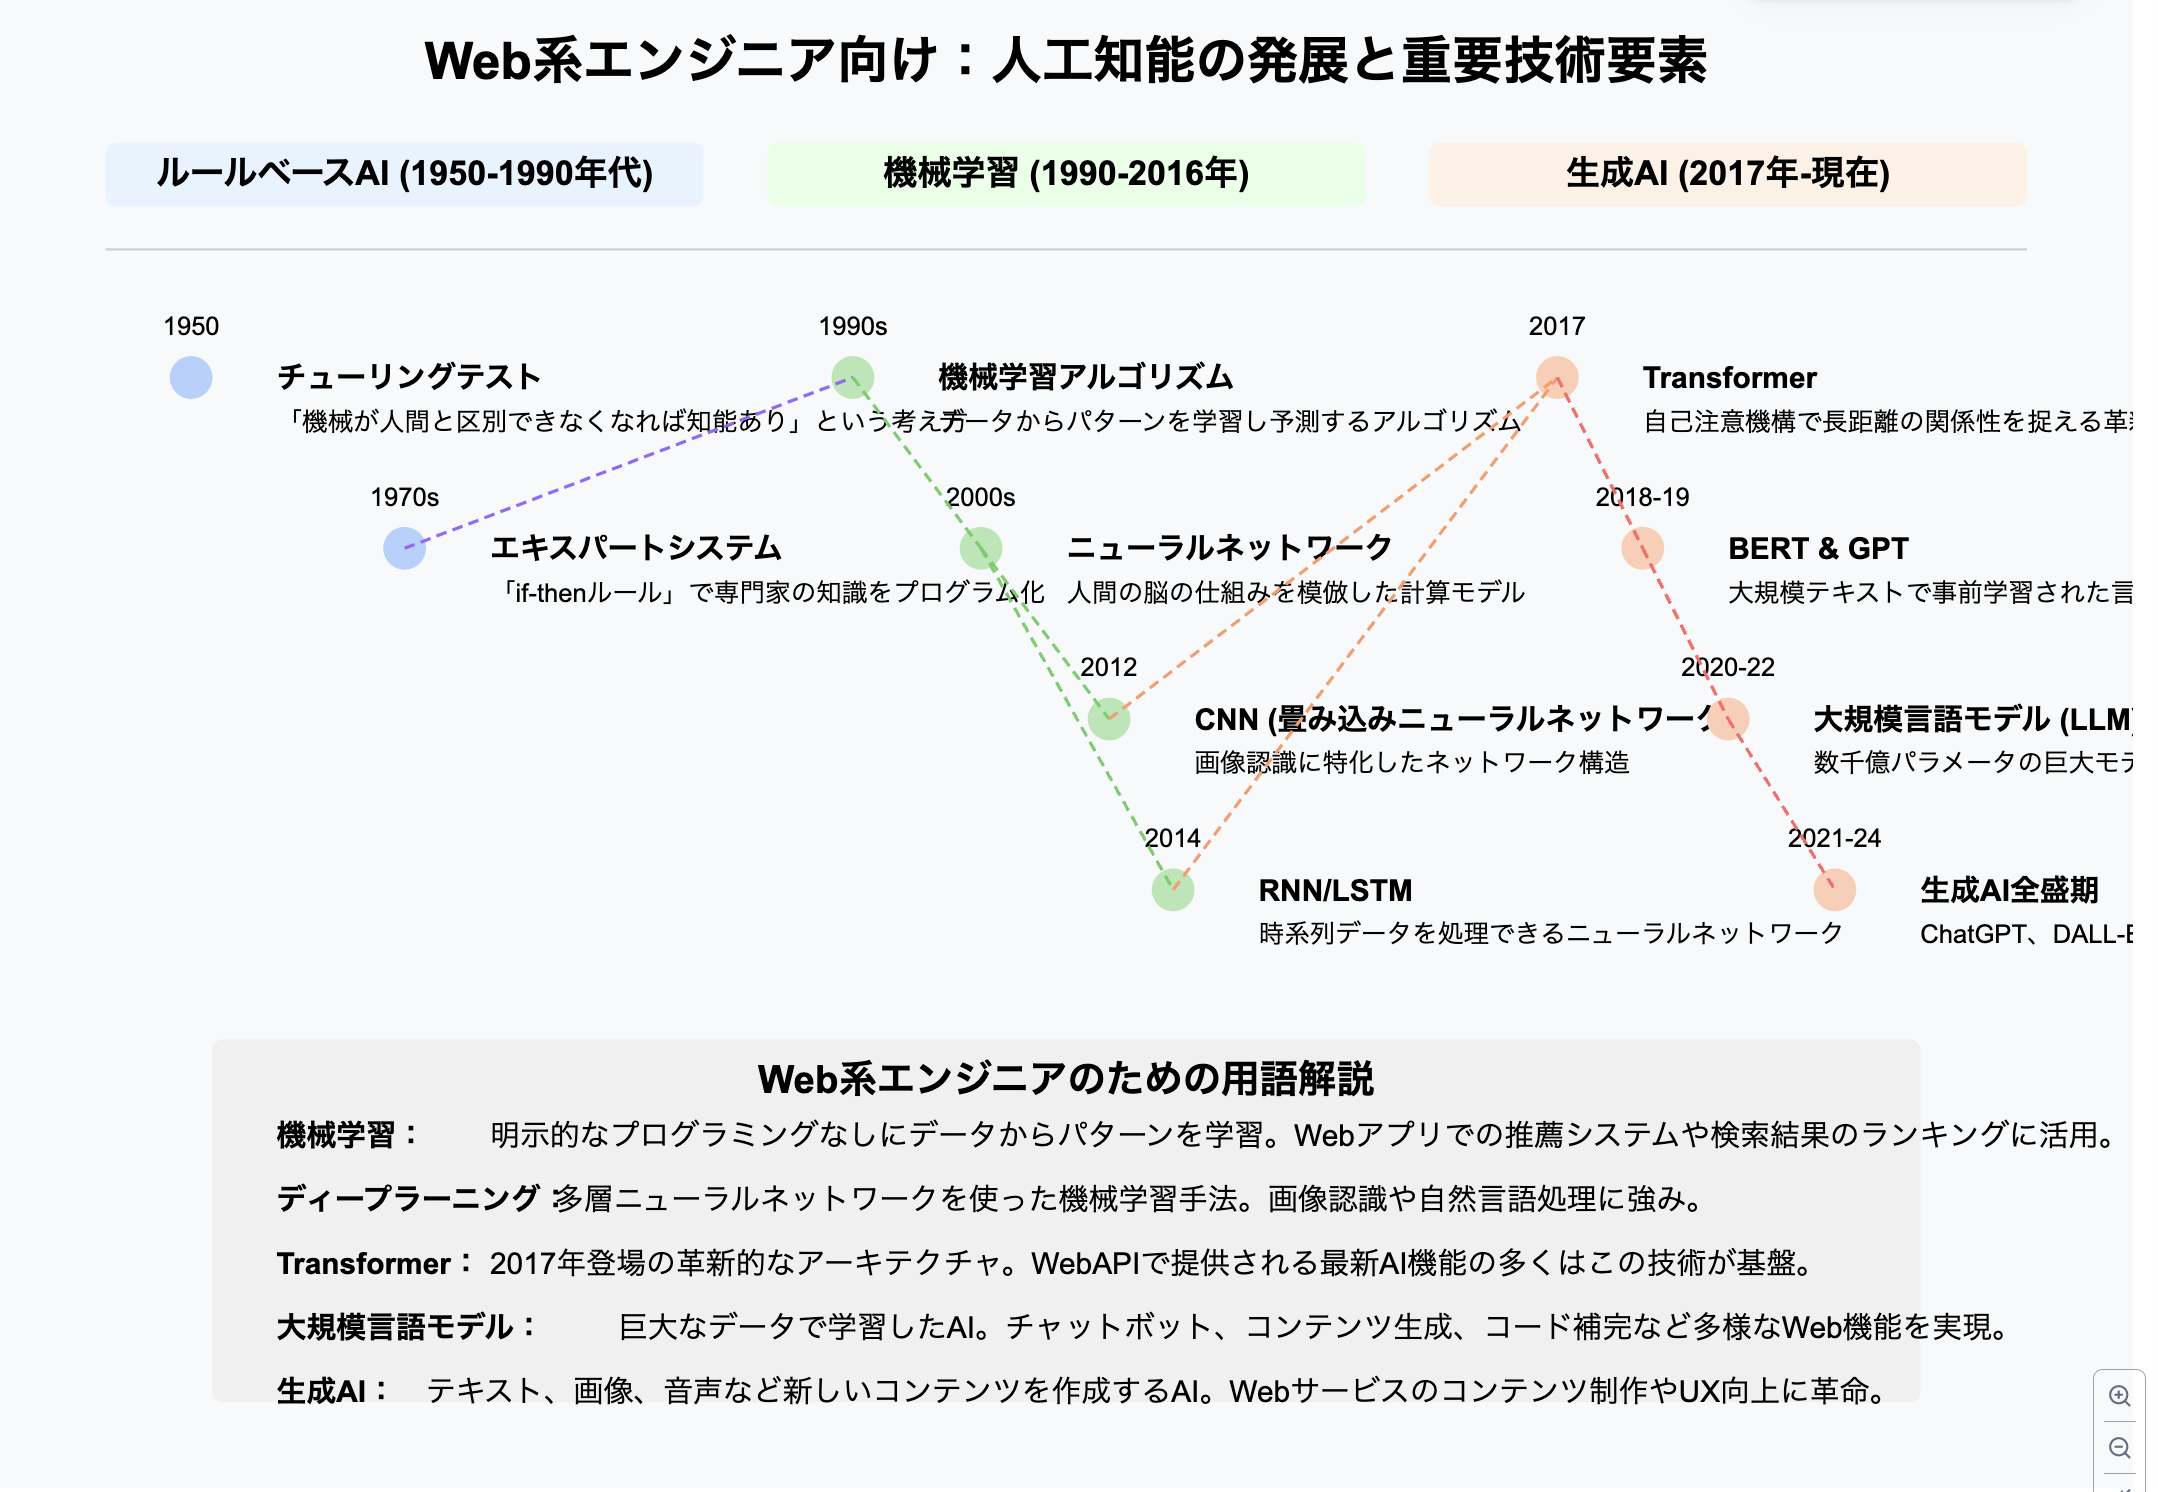 Web系エンジニア向け：人工知能の発展と重要技術要素
ルールベースAI (1950-1990年代)
機械学習 (1990-2016年)
生成AI (2017年-現在)
1950
チューリングテスト
「機械が人間と区別できなくなれば知能あり」という考え方
1970s
エキスパートシステム
「if-thenルール」で専門家の知識をプログラム化
1990s
機械学習アルゴリズム
データからパターンを学習し予測するアルゴリズム
2000s
ニューラルネットワーク
人間の脳の仕組みを模倣した計算モデル
2012
CNN (畳み込みニューラルネットワーク
画像認識に特化したネットワーク構造
2014
RNN/LSTM
時系列データを処理できるニューラルネットワーク
2017
Transformer
自己注意機構で長距離の関係性を捉える革
2018-19
BERT & GPT
大規模テキストで事前学習された言
2020-22
大規模言語モデル (LLM)
数千億パラメータの巨大モデ
2021-24
生成AI全盛期
ChatGPT、DALL-E
Web系エンジニアのための用語解説
機械学習： 明示的なプログラミングなしにデータからパターンを学習。Webアプリでの推薦システムや検索結果のランキングに活用。
ディープラーニング：多層ニューラルネットワークを使った機械学習手法。画像認識や自然言語処理に強み。
Transformer： 2017年登場の革新的なアーキテクチャ。WebAPIで提供される最新AI機能の多くはこの技術が基盤。
大規模言語モデル： 巨大なデータで学習したAI。チャットボット、コンテンツ生成、コード補完など多様なWeb機能を実現。
生成AI： テキスト、画像、音声など新しいコンテンツを作成するAI。Webサービスのコンテンツ制作やUX向上に革命。